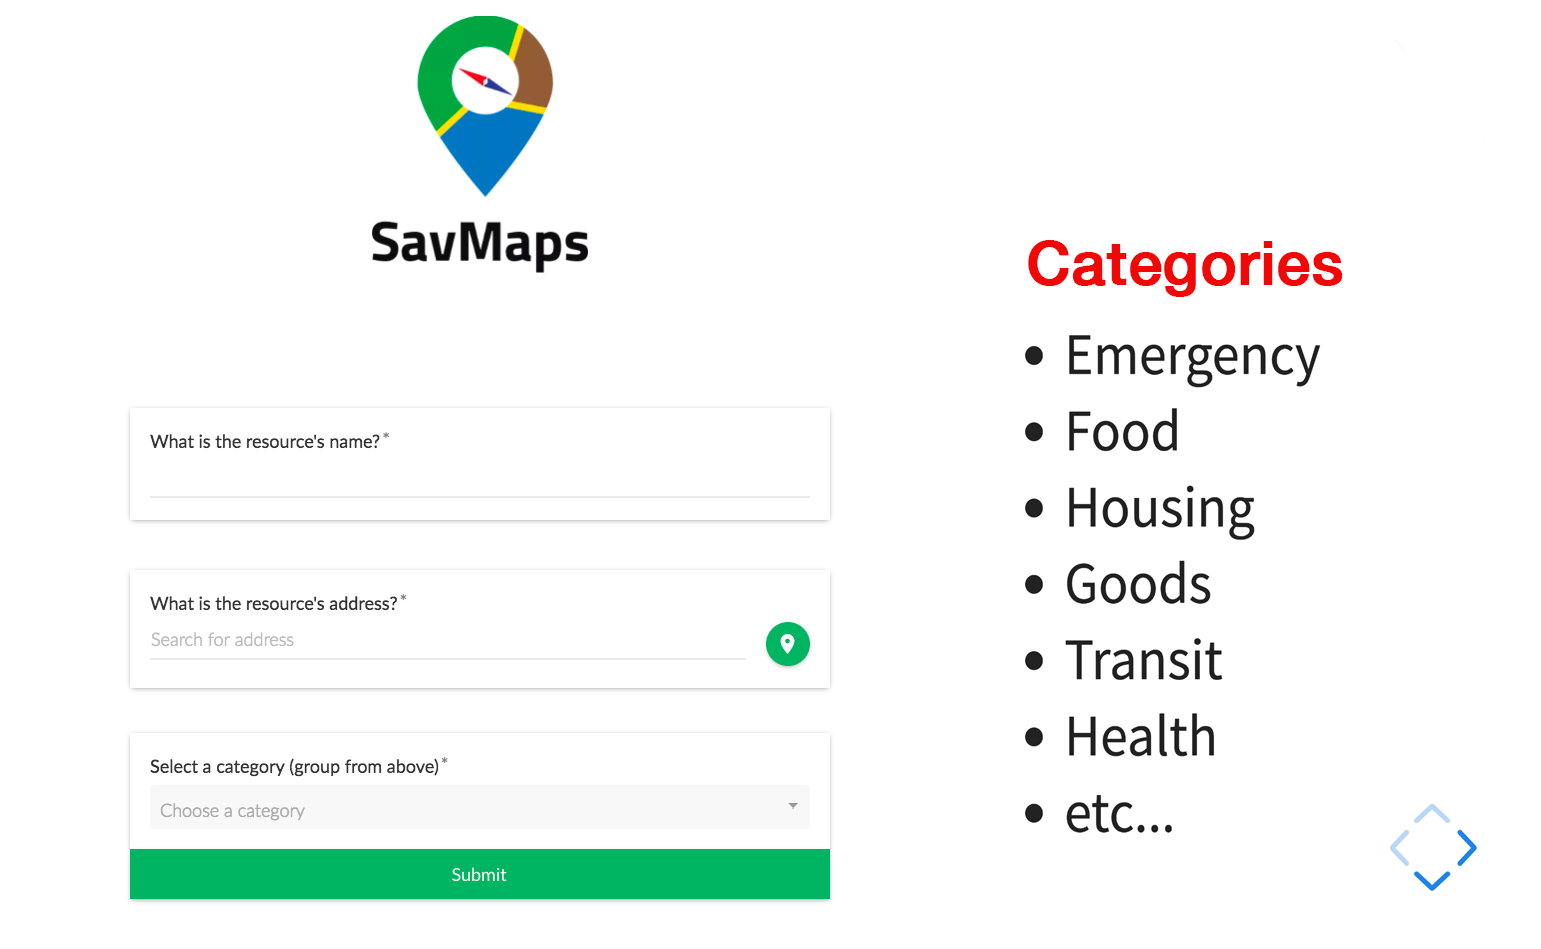 SavMaps
What is the resource's name?*
What is the resource's address?*
Search for address
Select a category (group from above)*
Choose a category
Submit
Categories
• Emergency
• Food
• Housing
• Goods
• Transit
• Health
• etc...